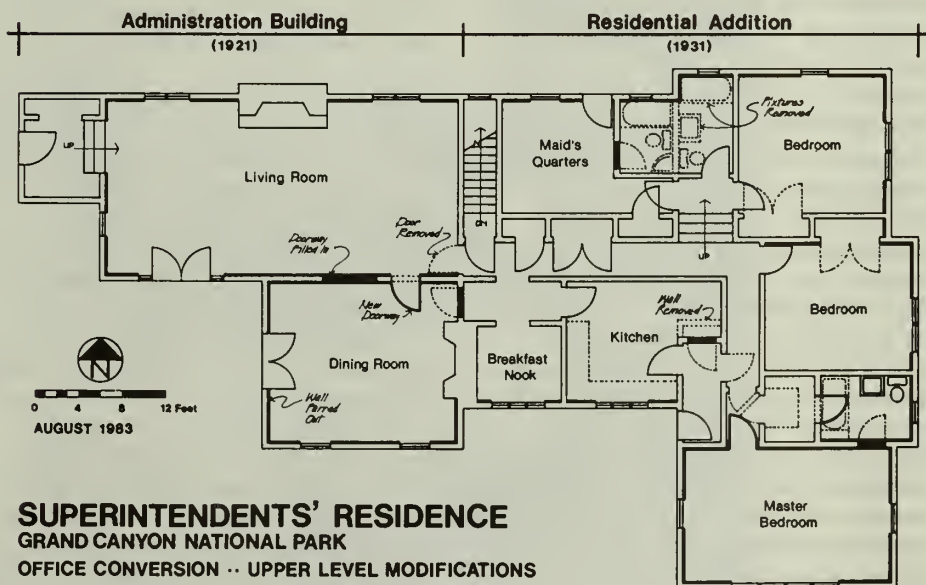 Administration Building
(1921)
Residential Addition
(1931)
Fixtures
Removed
Maid's
Quarters
Bedroom
UP
Living Room
Door
Removed
Doorway
Filled In
UP
Bedroom
New
Doorway
Wall
Removed
Kitchen
Dining Room
Breakfast
Nook
N
0 4 8 12 Feet
Wall
Furred
Out
AUGUST 1983
Master
Bedroom
SUPERINTENDENTS' RESIDENCE
GRAND CANYON NATIONAL PARK
OFFICE CONVERSION ·· UPPER LEVEL MODIFICATIONS